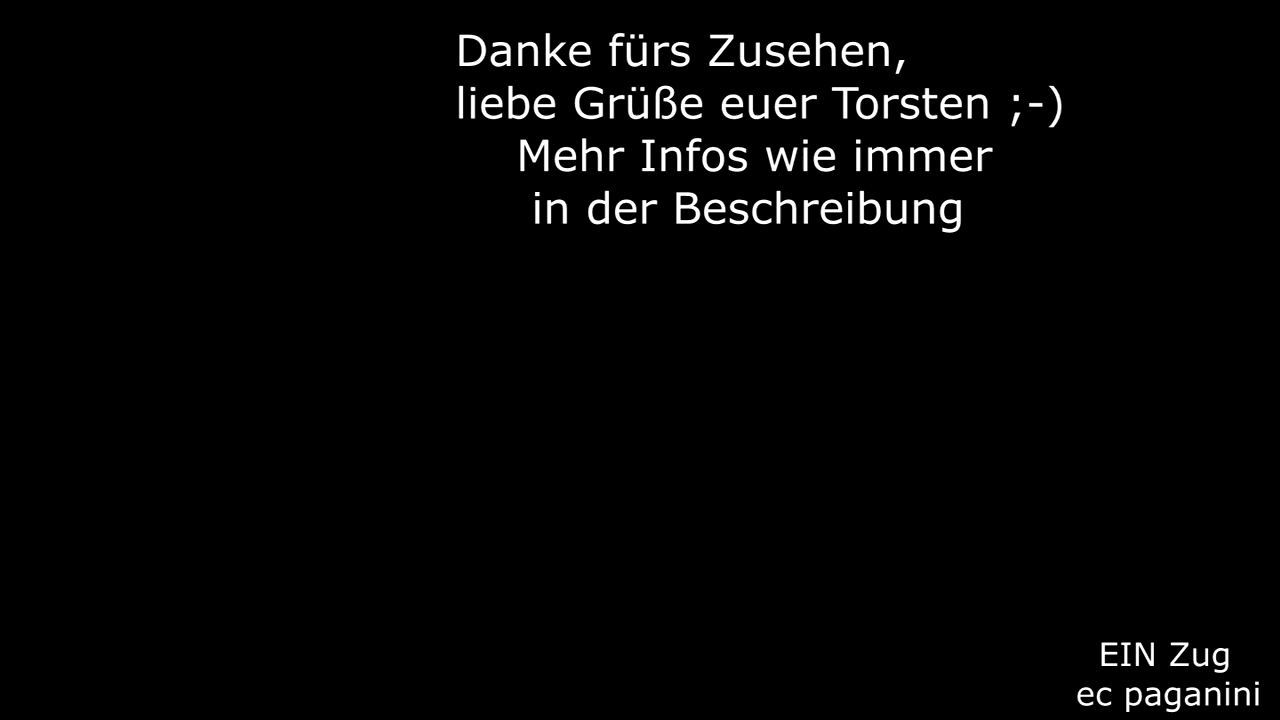 Danke fürs Zusehen,
liebe Grüße euer Torsten ;-)
Mehr Infos wie immer
in der Beschreibung
EIN Zug
ec paganini